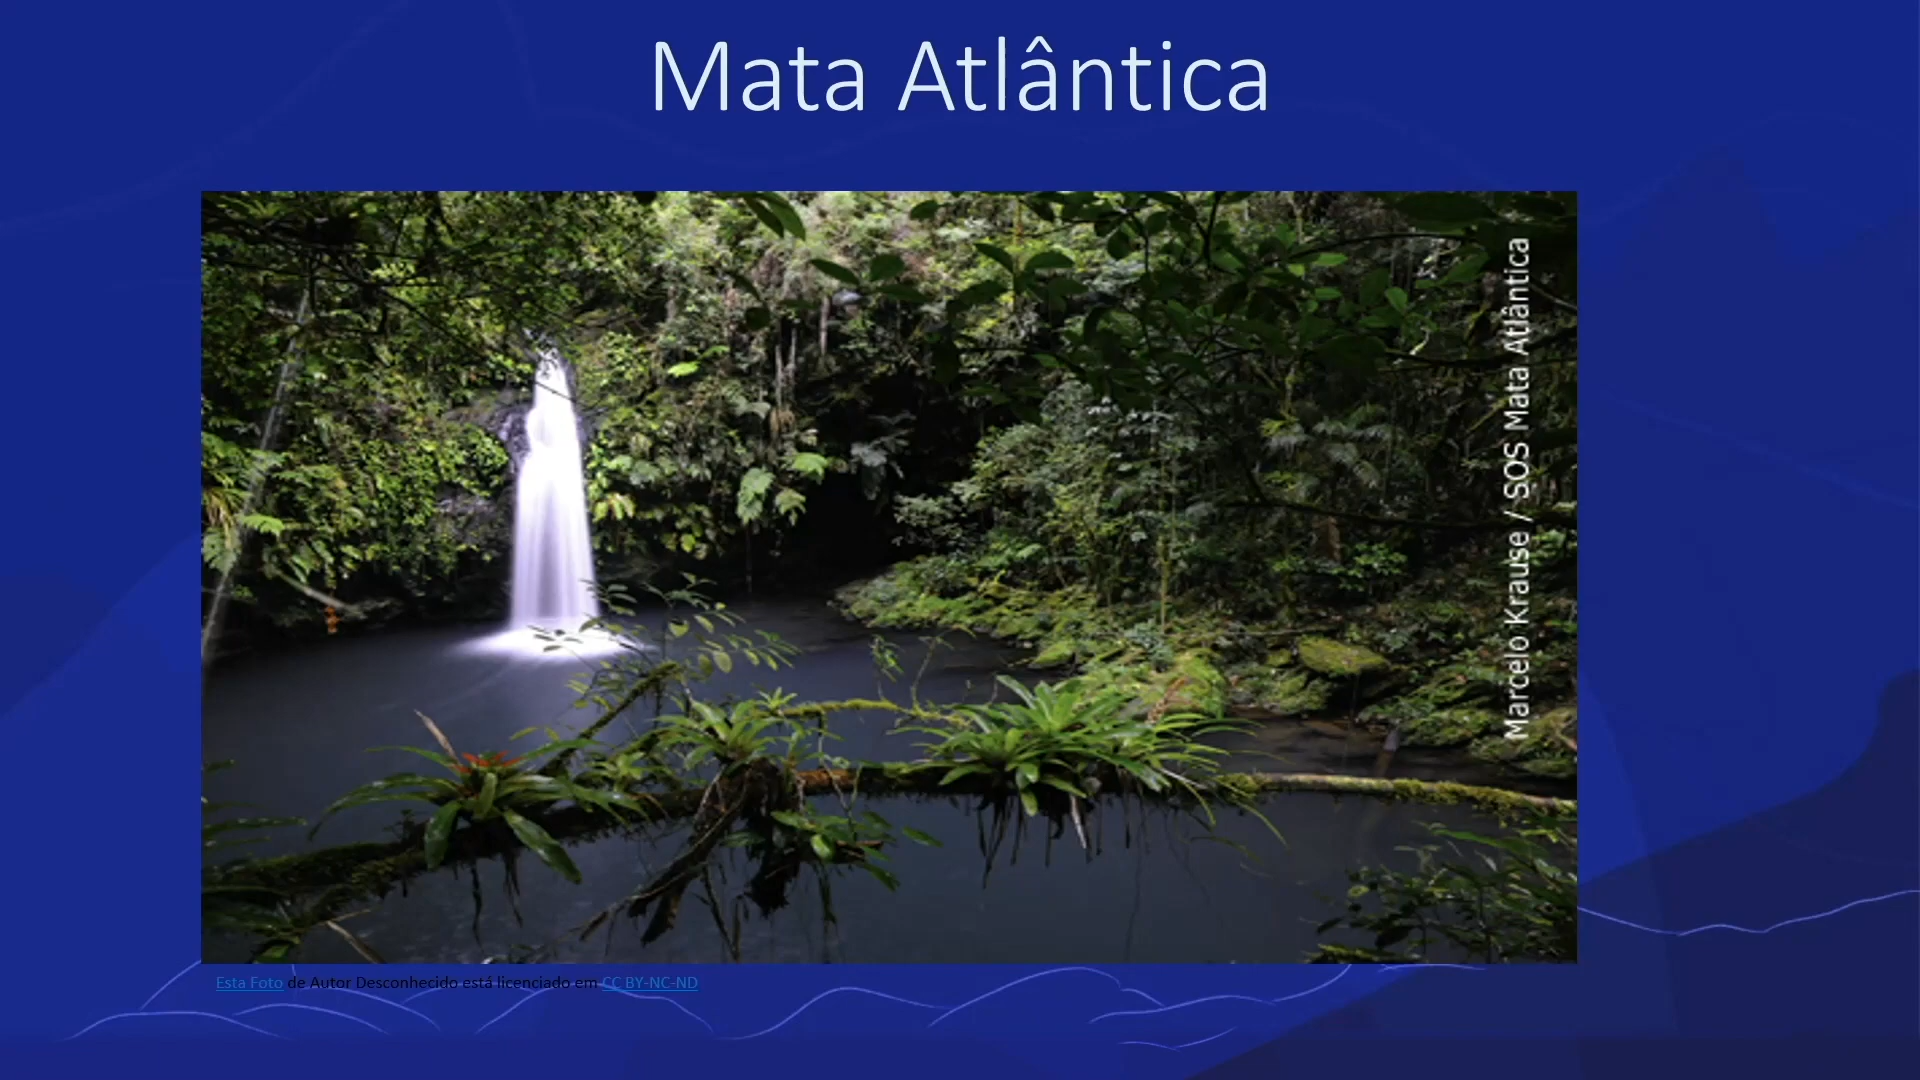 Mata Atlântica
Marcelo Krause / SOS Mata Atlântica
Esta Foto de Autor Desconhecido está licenciado em CC BY-NC-ND